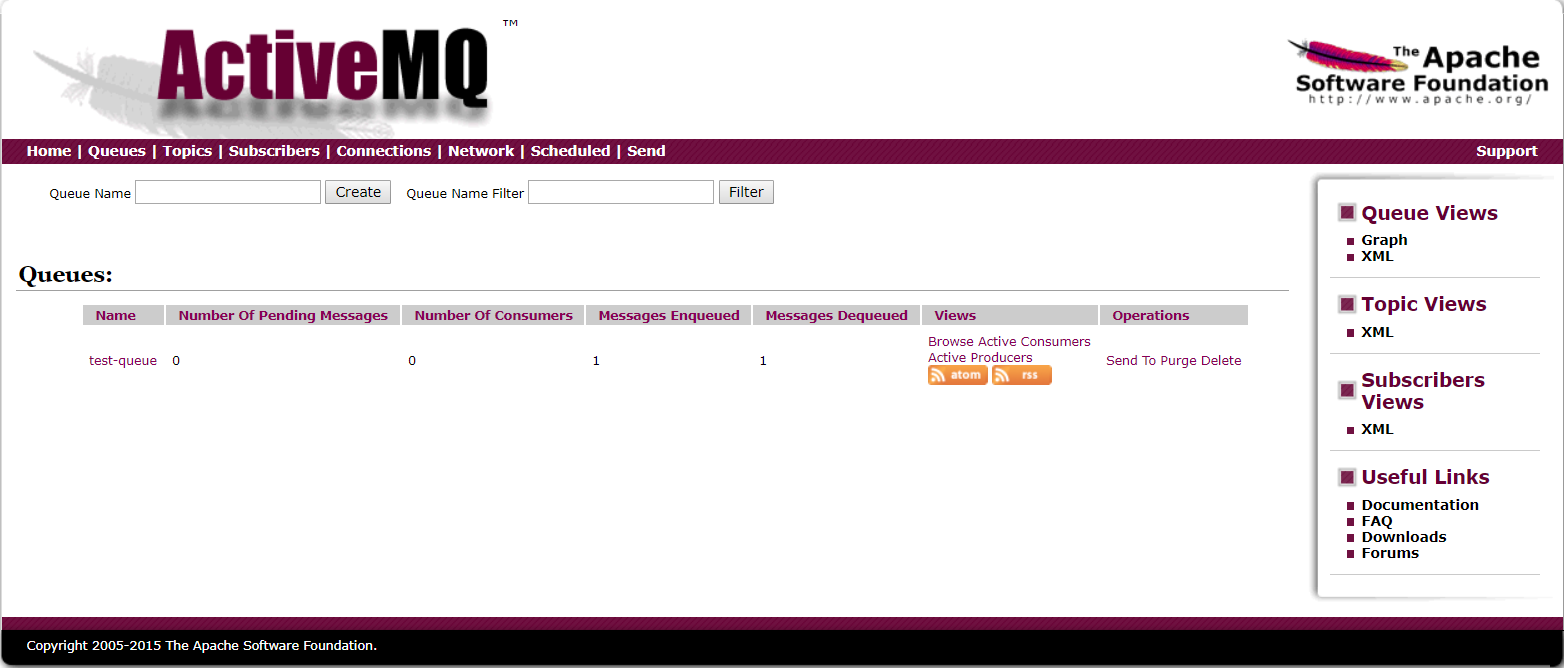 ActiveMQ ™
The Apache
Software Foundation
http://www.apache.org/
Home | Queues | Topics | Subscribers | Connections | Network | Scheduled | Send
Support
Queue Name Create Queue Name Filter Filter
Queues:
Name Number Of Pending Messages Number Of Consumers Messages Enqueued Messages Dequeued Views Operations
test-queue 0 0 1 1
Browse Active Consumers
Active Producers
atom rss
Send To Purge Delete
Queue Views
Graph
XML
Topic Views
XML
Subscribers
Views
XML
Useful Links
Documentation
FAQ
Downloads
Forums
Copyright 2005-2015 The Apache Software Foundation.